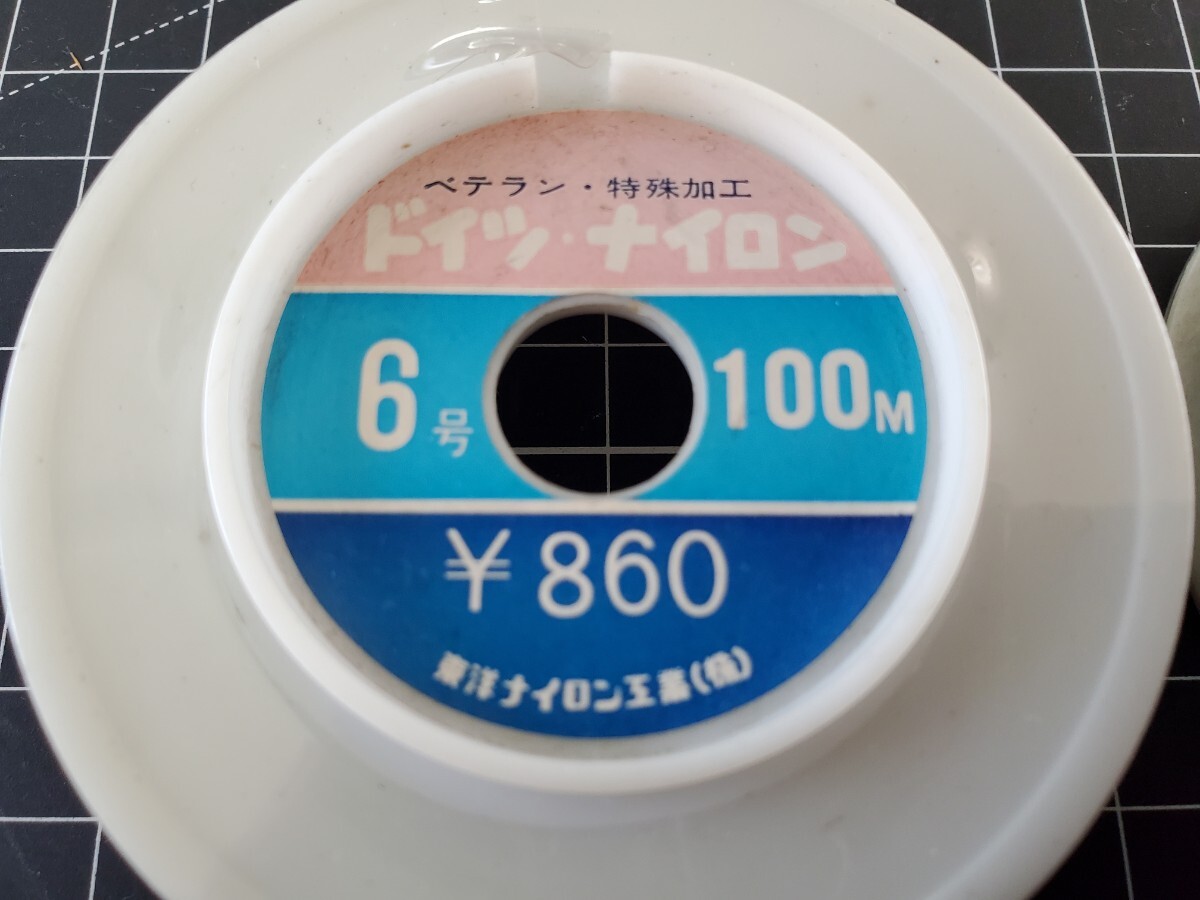 ベテラン・特殊加工
ドイツ・ナイロン
6号
100M
¥860
東洋ナイロン工業(株)